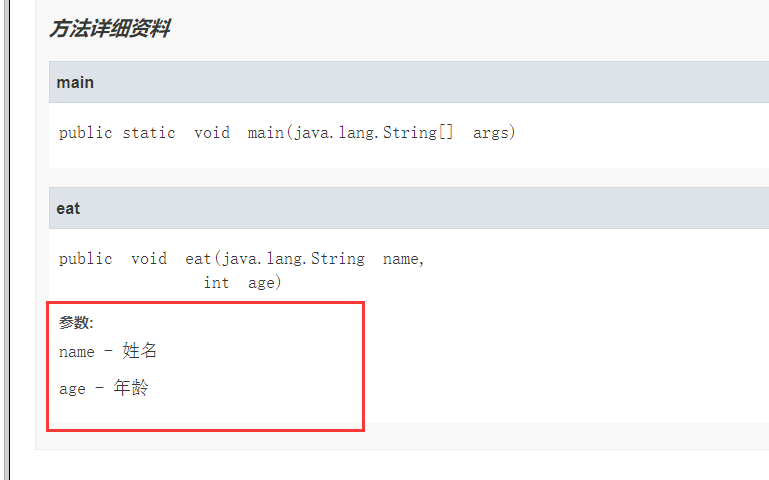 方法详细资料
main
public static  void  main(java.lang.String[]  args)
eat
public  void  eat(java.lang.String  name,
int  age)
参数:
name - 姓名
age - 年龄